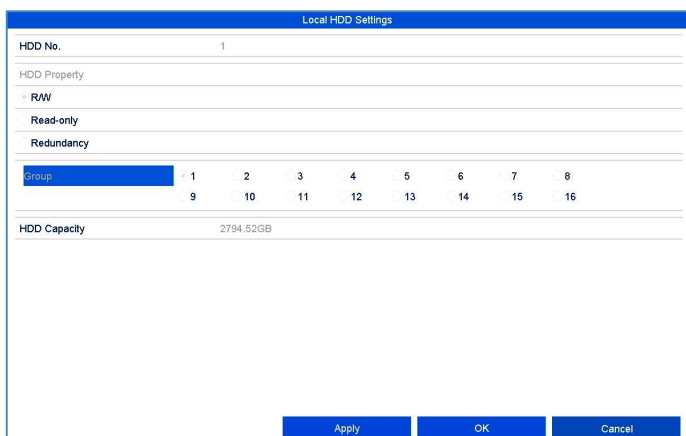 Local HDD Settings
HDD No. 1
HDD Property
R/W
Read-only
Redundancy
Group 1 2 3 4 5 6 7 8
9 10 11 12 13 14 15 16
HDD Capacity 2794.52GB
Apply OK Cancel